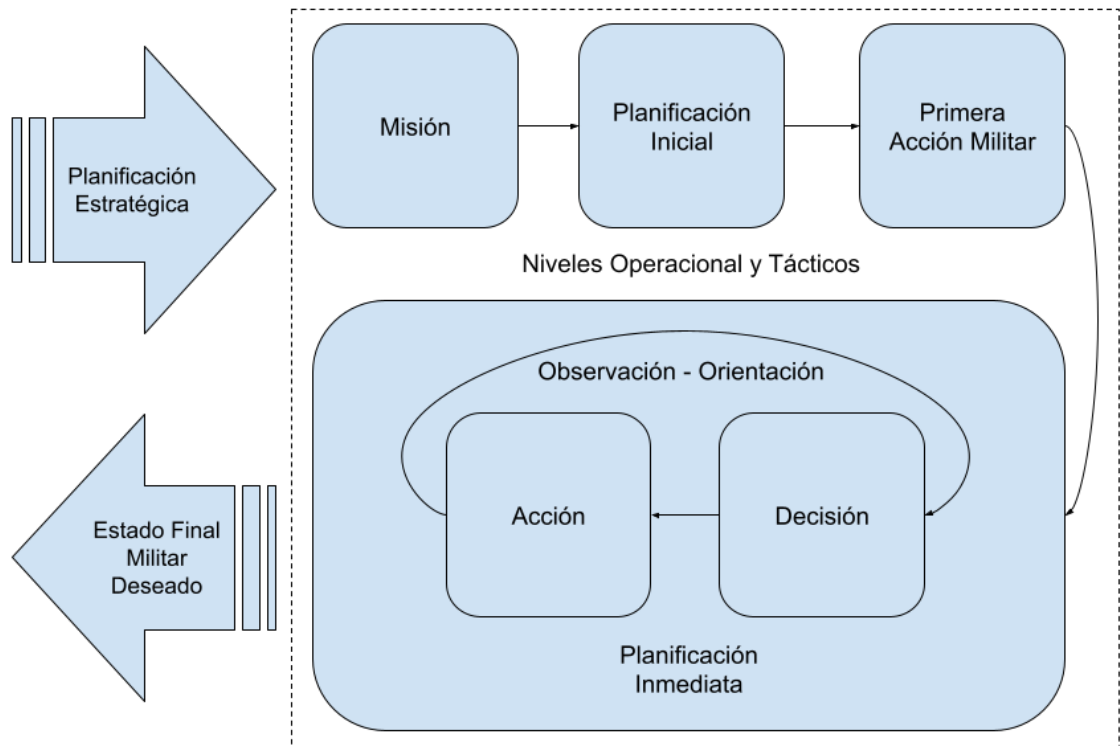 Planificación
Estratégica
Misión
Planificación
Inicial
Primera
Acción Militar
Niveles Operacional y Tácticos
Observación - Orientación
Acción
Decisión
Planificación
Inmediata
Estado Final
Militar
Deseado